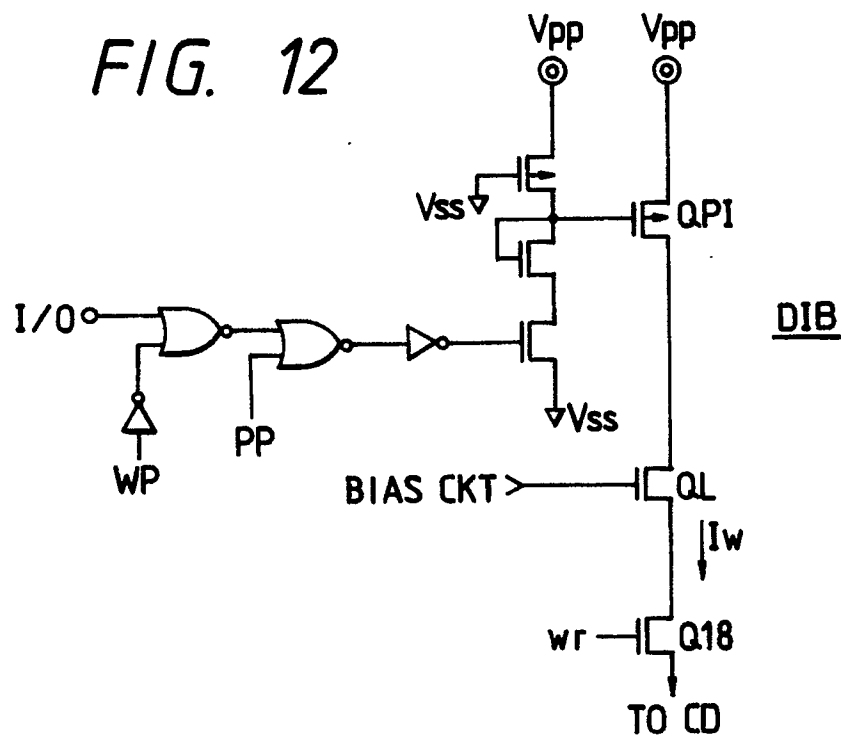 FIG. 12
Vpp
Vpp
Vss
QPI
I/O
DIB
Vss
PP
WP
BIAS CKT
QL
Iw
wr
Q18
TO CD